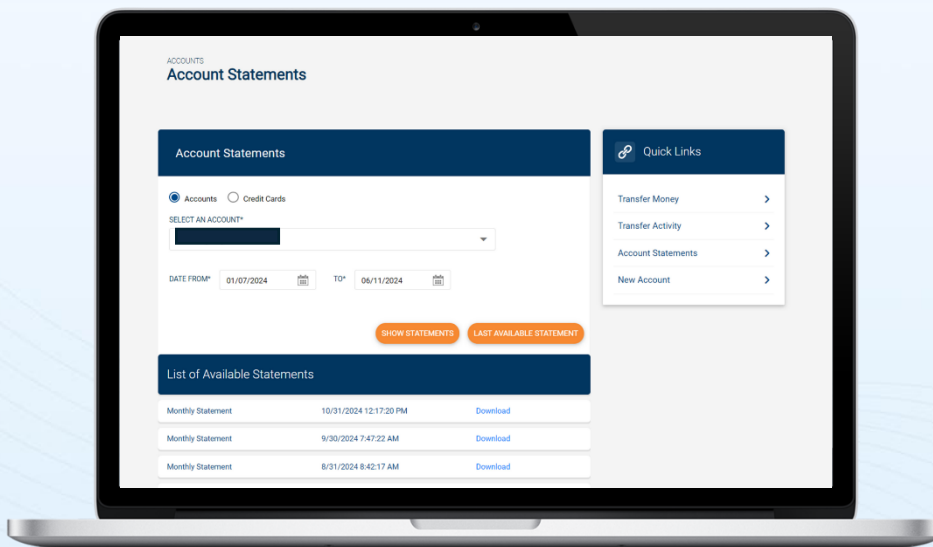 ACCOUNTS
Account Statements
Account Statements
Accounts Credit Cards
SELECT AN ACCOUNT*
DATE FROM* 01/07/2024 TO* 06/11/2024
SHOW STATEMENTS LAST AVAILABLE STATEMENT
List of Available Statements
Monthly Statement 10/31/2024 12:17:20 PM Download
Monthly Statement 9/30/2024 7:47:22 AM Download
Monthly Statement 8/31/2024 8:42:17 AM Download
Quick Links
Transfer Money
Transfer Activity
Account Statements
New Account